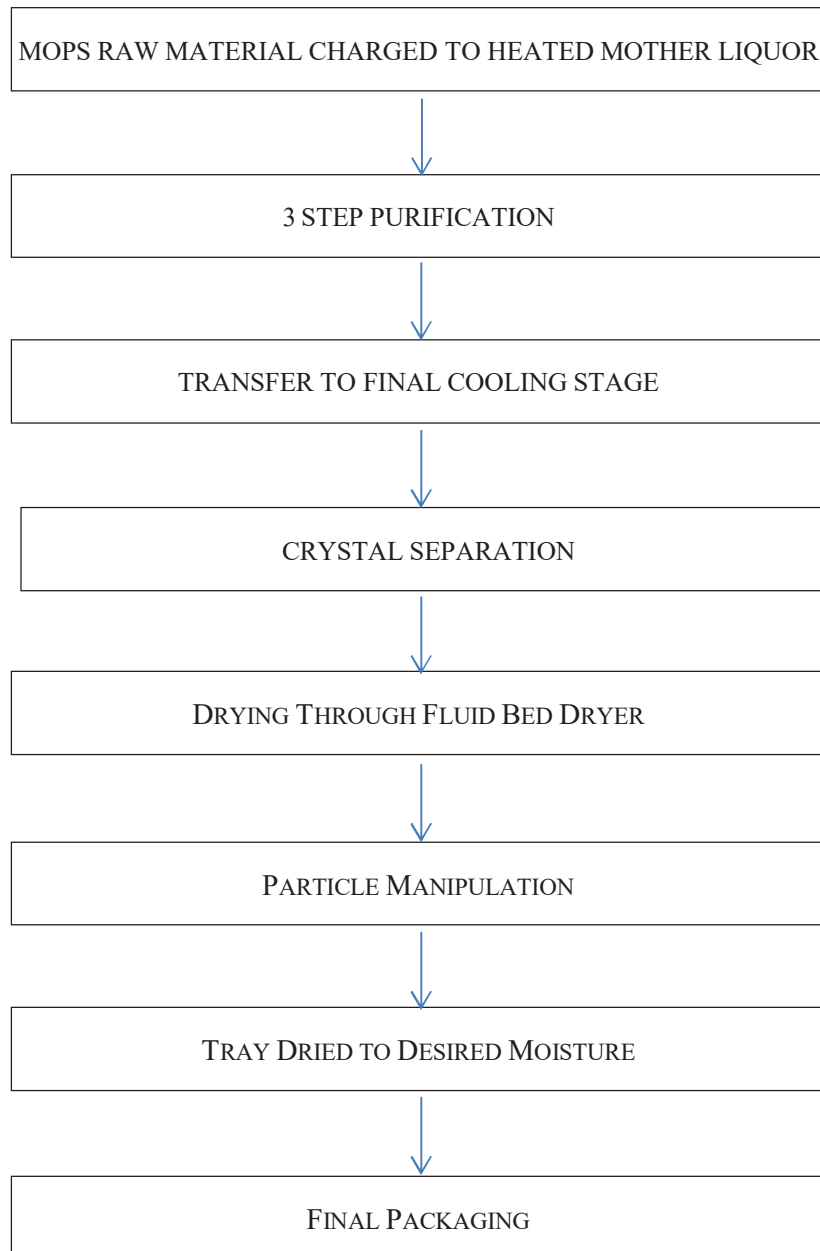 MOPS RAW MATERIAL CHARGED TO HEATED MOTHER LIQUOR
3 STEP PURIFICATION
TRANSFER TO FINAL COOLING STAGE
CRYSTAL SEPARATION
DRYING THROUGH FLUID BED DRYER
PARTICLE MANIPULATION
TRAY DRIED TO DESIRED MOISTURE
FINAL PACKAGING